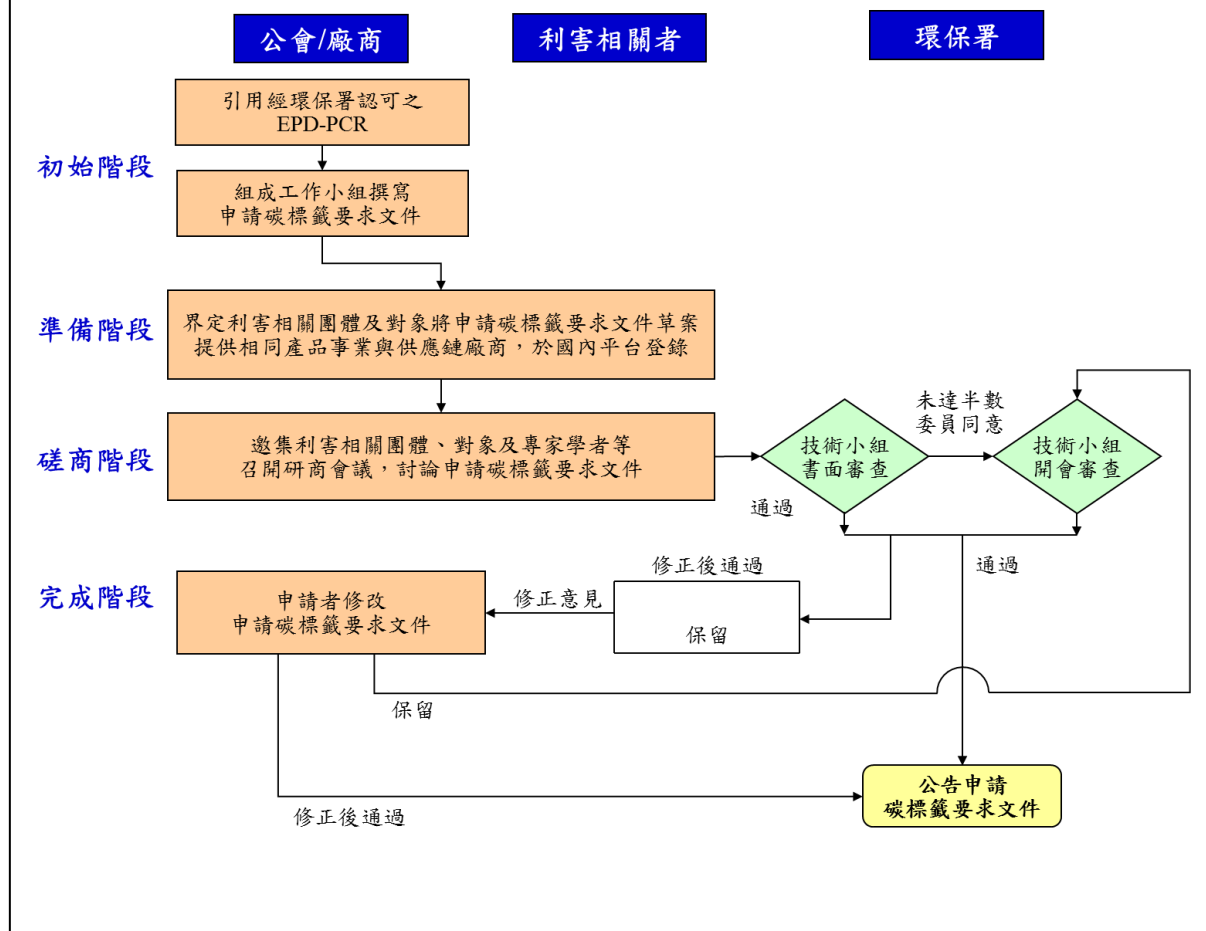 公會/廠商
利害相關者
環保署
引用經環保署認可之
EPD-PCR
初始階段
組成工作小組撰寫
申請碳標籤要求文件
準備階段
界定利害相關團體及對象將申請碳標籤要求文件草案
提供相同產品事業與供應鏈廠商，於國內平台登錄
磋商階段
邀集利害相關團體、對象及專家學者等
召開研商會議，討論申請碳標籤要求文件
技術小組
書面審查
未達半數
委員同意
技術小組
開會審查
通過
通過
完成階段
申請者修改
申請碳標籤要求文件
修正意見
修正後通過
保留
保留
修正後通過
公告申請
碳標籤要求文件